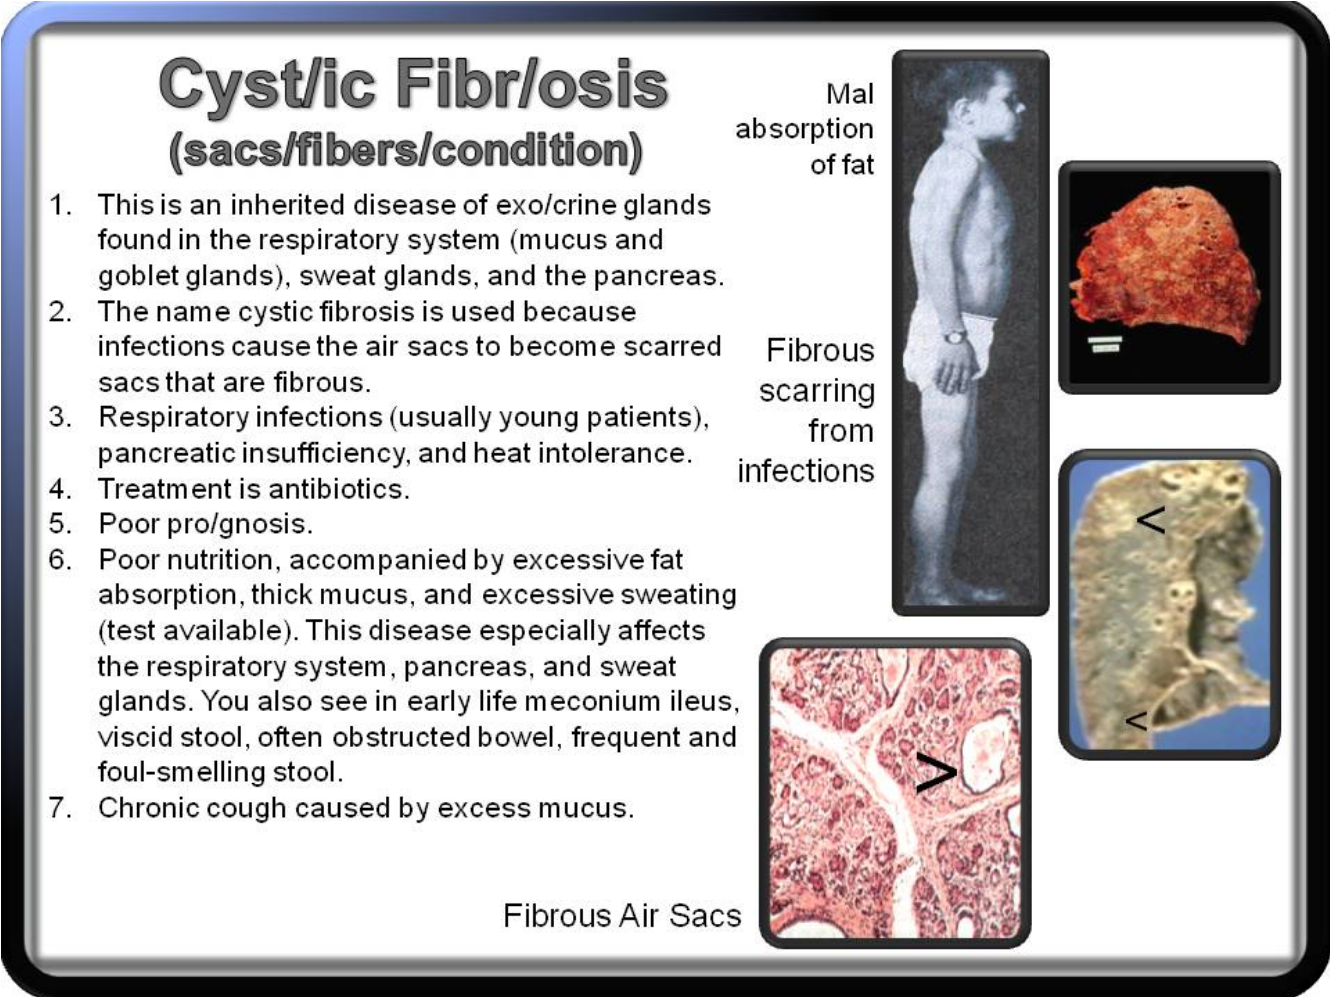 Cyst/ic Fibr/osis
(sacs/fibers/condition)
1. This is an inherited disease of exo/crine glands
found in the respiratory system (mucus and
goblet glands), sweat glands, and the pancreas.
2. The name cystic fibrosis is used because
infections cause the air sacs to become scarred
sacs that are fibrous.
3. Respiratory infections (usually young patients),
pancreatic insufficiency, and heat intolerance.
4. Treatment is antibiotics.
5. Poor pro/gnosis.
6. Poor nutrition, accompanied by excessive fat
absorption, thick mucus, and excessive sweating
(test available). This disease especially affects
the respiratory system, pancreas, and sweat
glands. You also see in early life meconium ileus,
viscid stool, often obstructed bowel, frequent and
foul-smelling stool.
7. Chronic cough caused by excess mucus.
Mal
absorption
of fat
Fibrous
scarring
from
infections
<
<
>
Fibrous Air Sacs